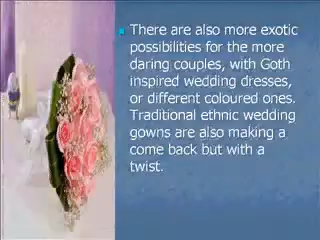 There are also more exotic
possibilities for the more
daring couples, with Goth
inspired wedding dresses,
or different coloured ones.
Traditional ethnic wedding
gowns are also making a
come back but with a
twist.